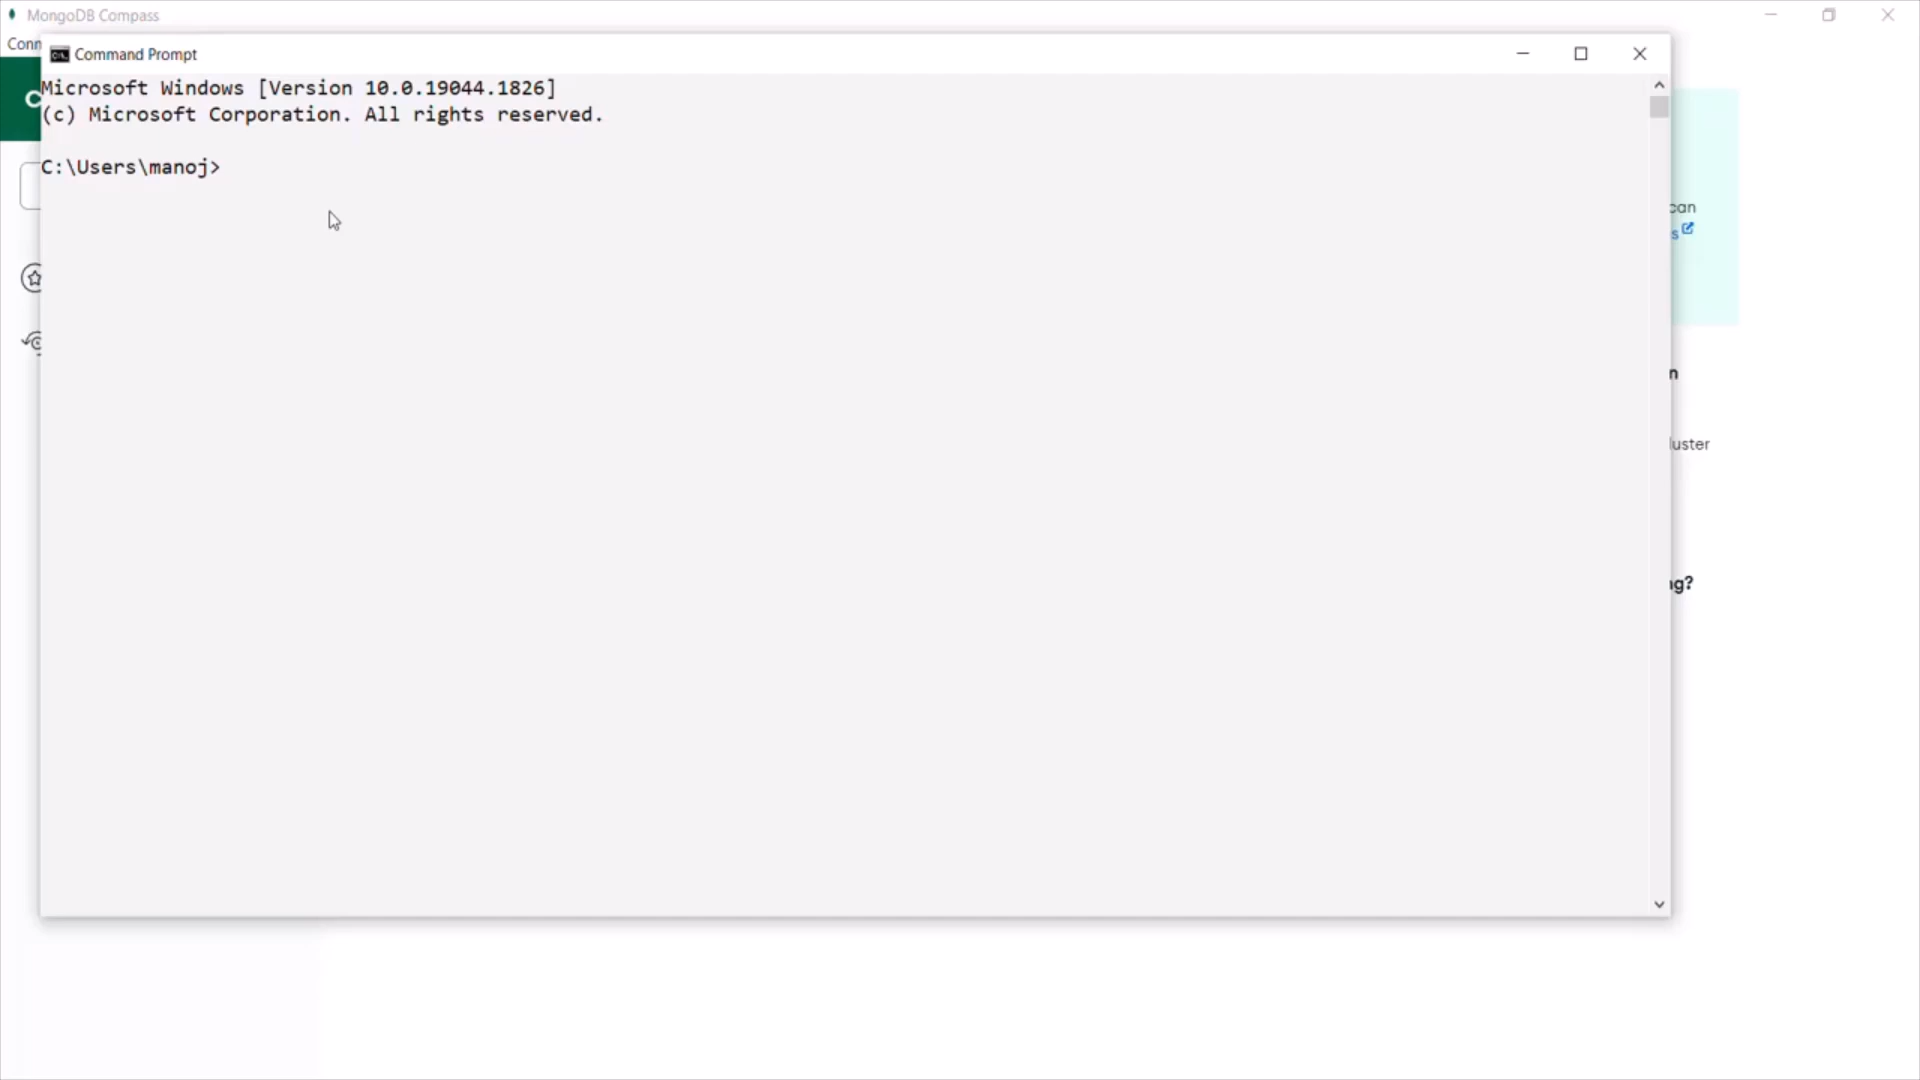 MongoDB Compass
Conn
Command Prompt
Microsoft Windows [Version 10.0.19044.1826]
(c) Microsoft Corporation. All rights reserved.
C:\Users\manoj>
can
s
n
luster
ng?